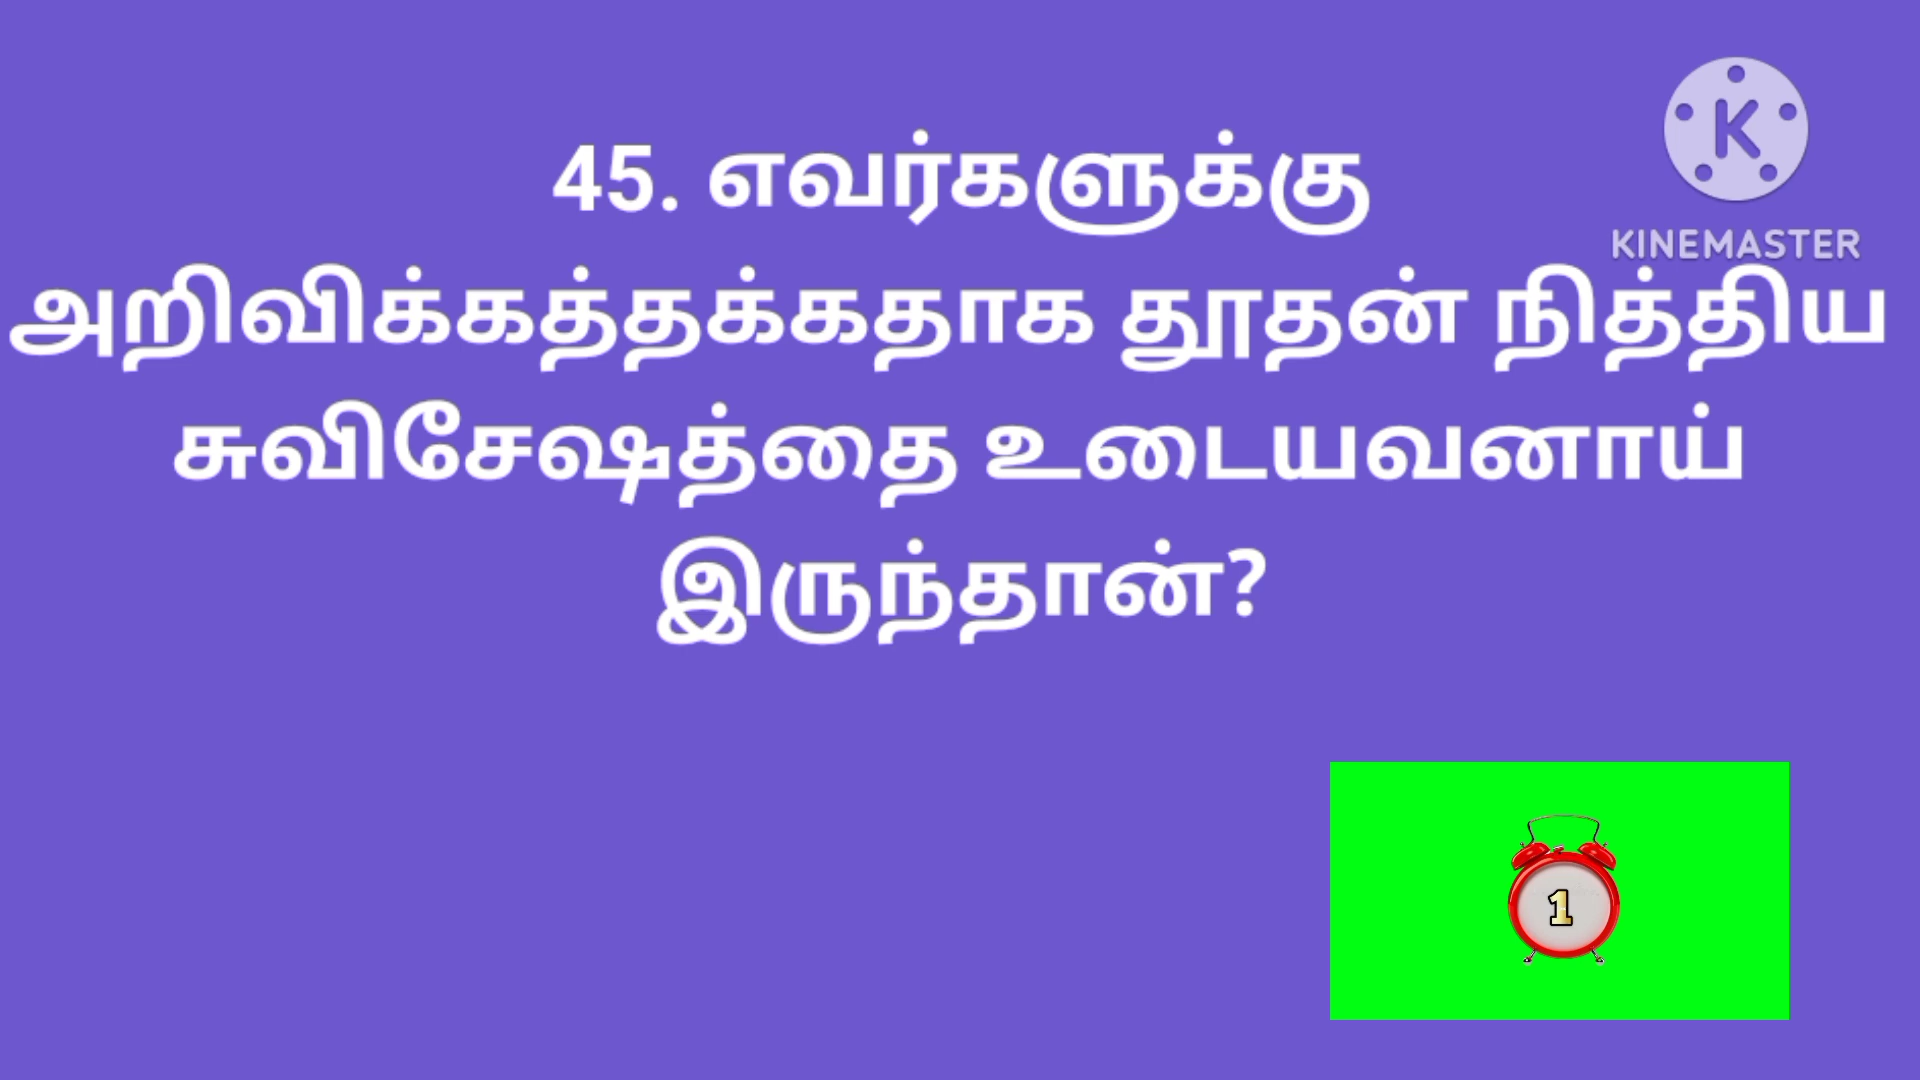 45. எவர்களுக்கு
KINEMASTER
அறிவிக்கத்தக்கதாக தூதன் நித்திய
சுவிசேஷத்தை உடையவனாய்
இருந்தான்?
1